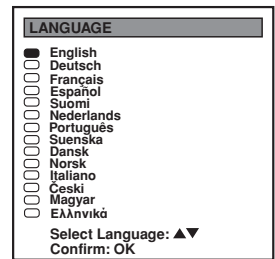 LANGUAGE
English
Deutsch
Français
Español
Suomi
Nederlands
Português
Suenska
Dansk
Norsk
Italiano
Česki
Magyar
Ελληνικά
Select Language: ▲▼
Confirm: OK